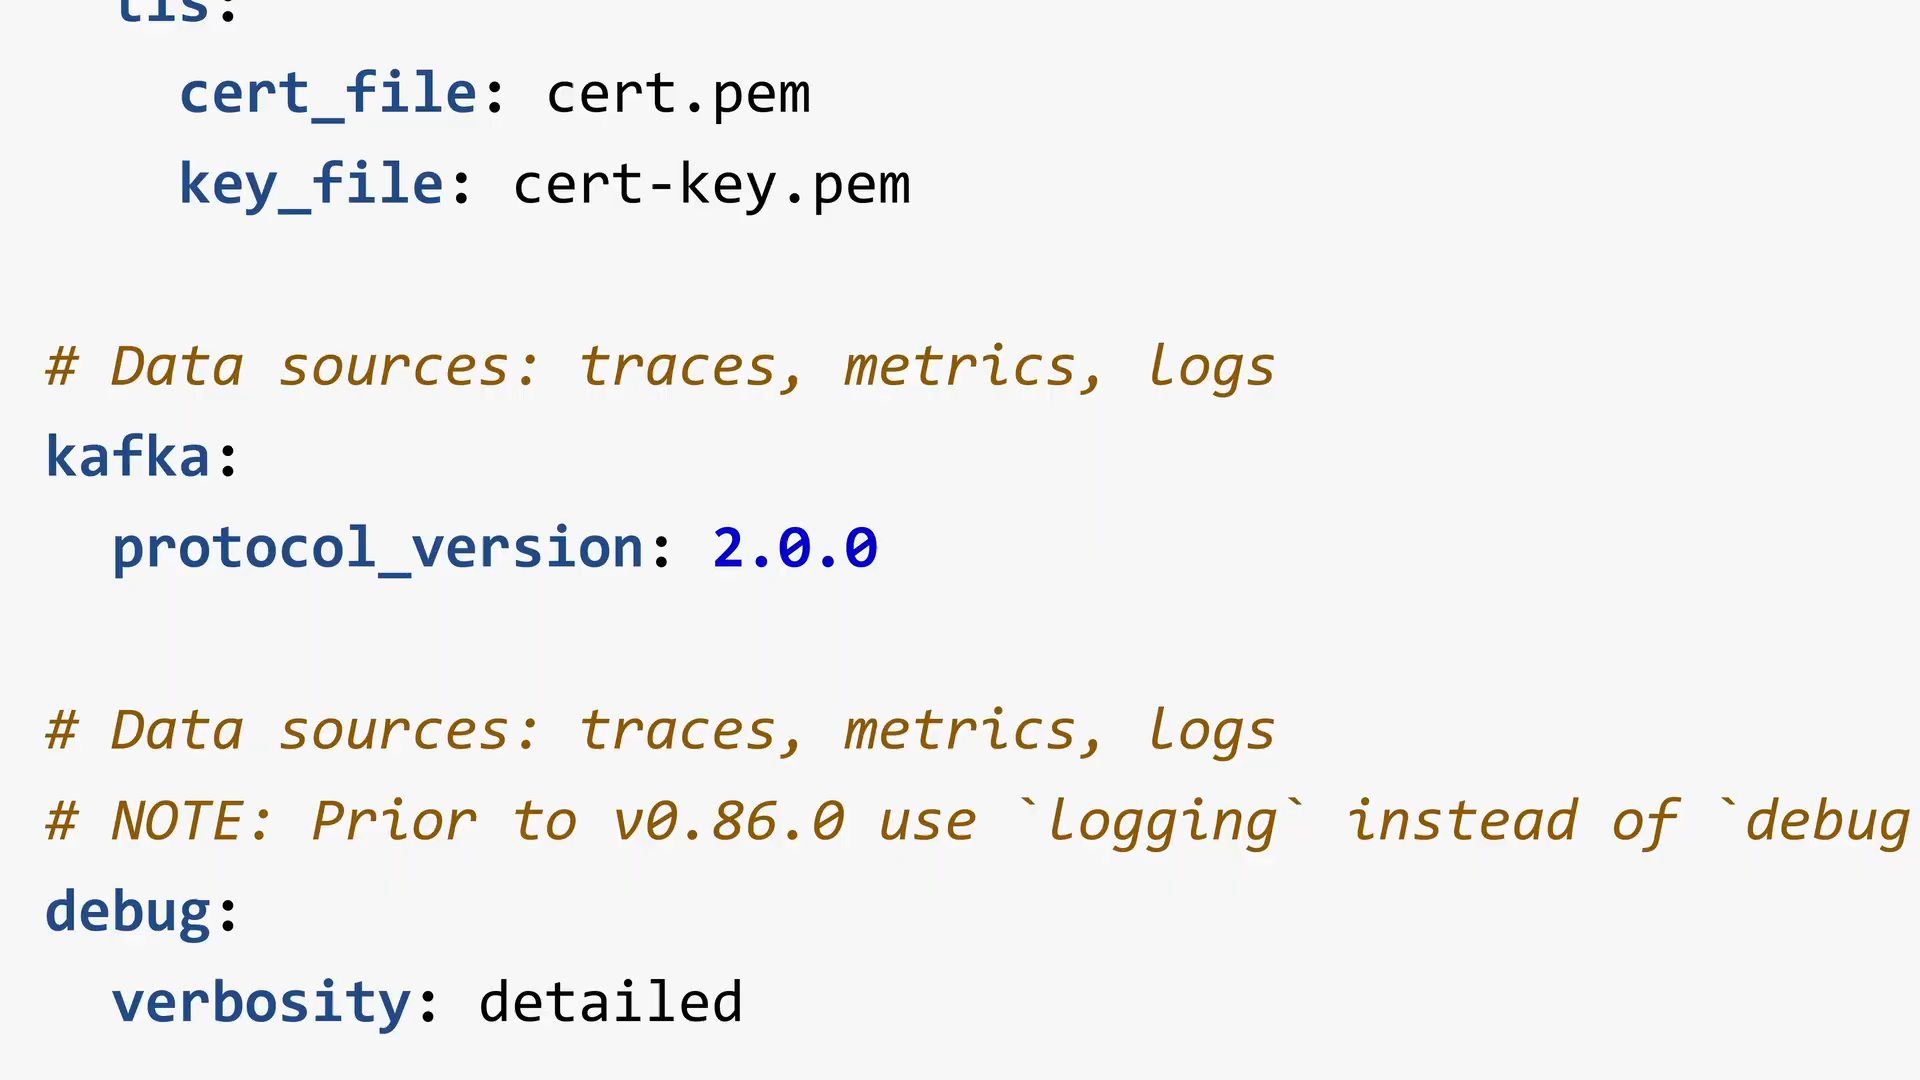 tls:
cert_file: cert.pem
key_file: cert-key.pem
# Data sources: traces, metrics, logs
kafka:
protocol_version: 2.0.0
# Data sources: traces, metrics, logs
# NOTE: Prior to v0.86.0 use `logging` instead of `debug
debug:
verbosity: detailed